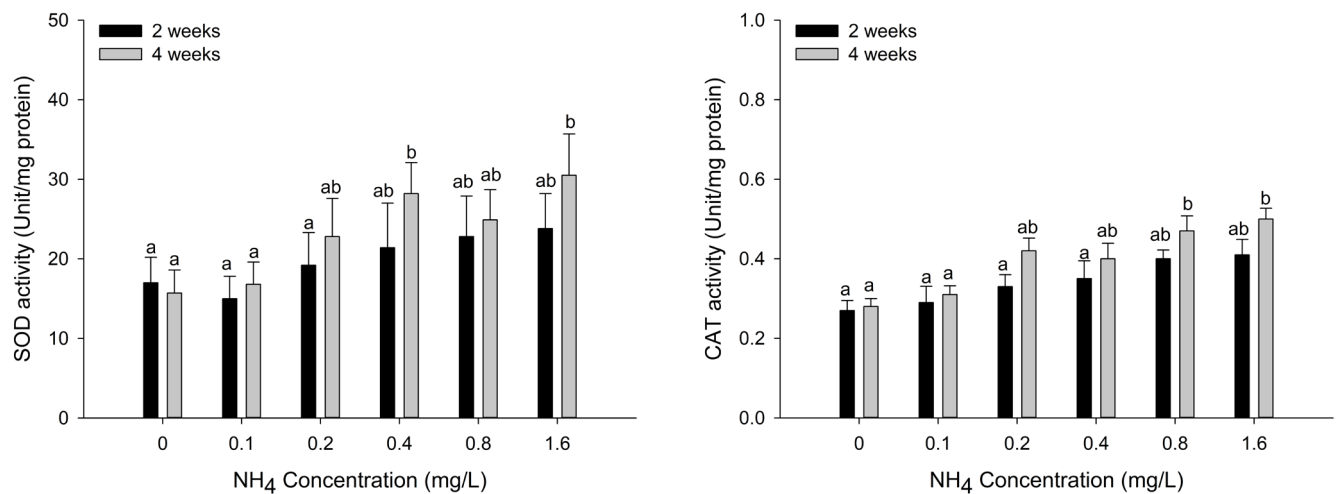 50
40
30
20
10
0
SOD activity (Unit/mg protein)
2 weeks
4 weeks
a a a a a ab ab b ab ab ab b
0 0.1 0.2 0.4 0.8 1.6
NH4 Concentration (mg/L)
1.0
0.8
0.6
0.4
0.2
0.0
CAT activity (Unit/mg protein)
2 weeks
4 weeks
a a a a a ab a ab ab b ab b
0 0.1 0.2 0.4 0.8 1.6
NH4 Concentration (mg/L)